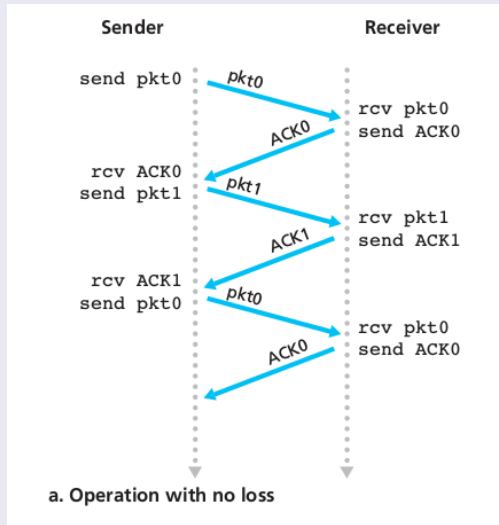 Sender
Receiver
send pkt0
pkt0
rcv pkt0
send ACK0
ACK0
rcv ACK0
send pkt1
pkt1
rcv pkt1
send ACK1
ACK1
rcv ACK1
send pkt0
pkt0
rcv pkt0
send ACK0
ACK0
a. Operation with no loss